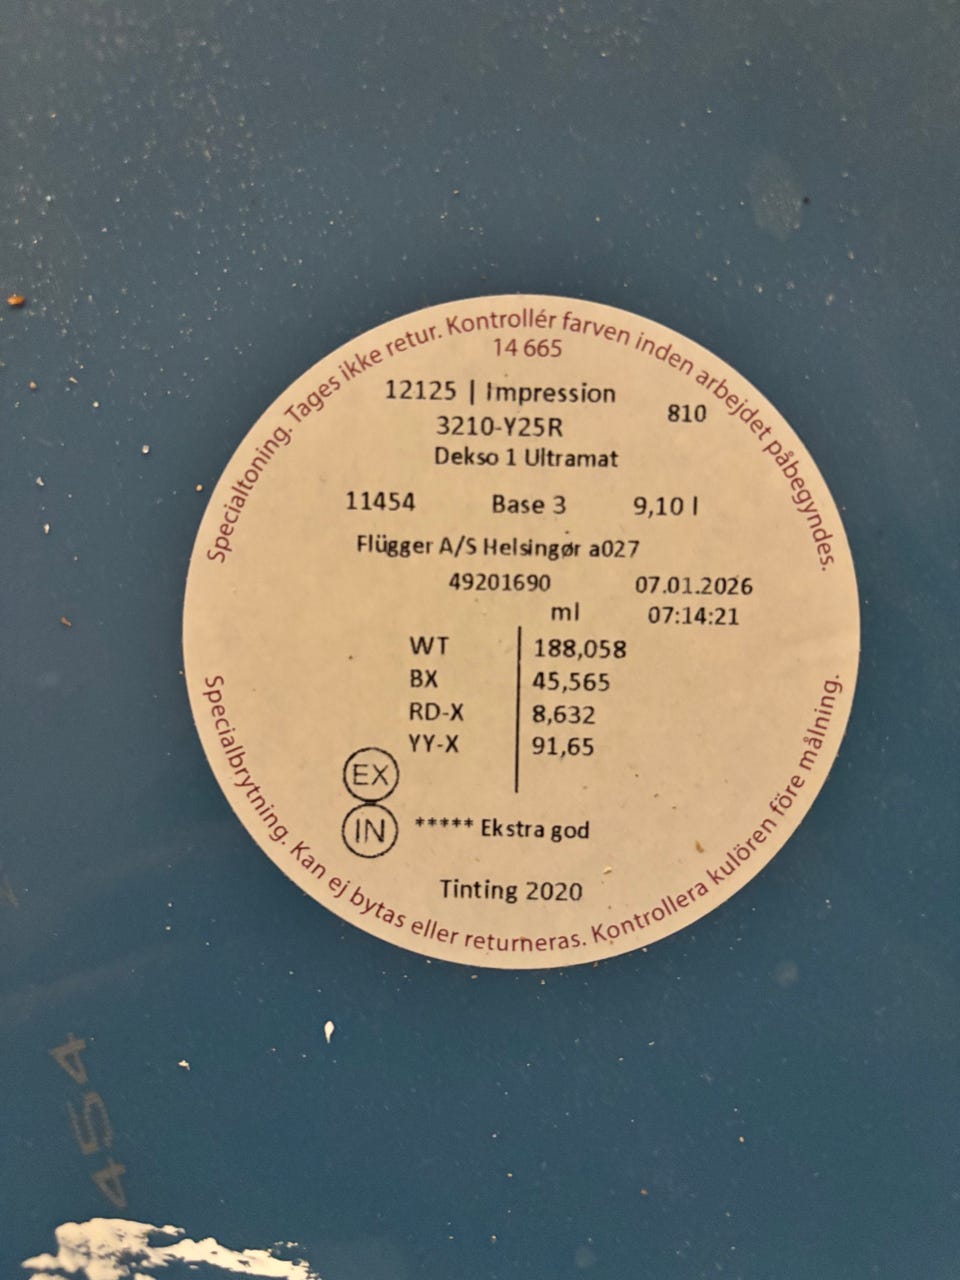 Specialtoning. Tages ikke retur. Kontrollér farven inden arbejdet påbegyndes.
14 665
12125 | Impression
810
3210-Y25R
Dekso 1 Ultramat
11454 Base 3 9,10 l
Flügger A/S Helsingør a027
49201690 07.01.2026
ml 07:14:21
WT 188,058
BX 45,565
RD-X 8,632
YY-X 91,65
EX
IN ***** Ekstra god
Tinting 2020
Specialbrytning. Kan ej bytas eller returneras. Kontrollera kulören före målning.
454